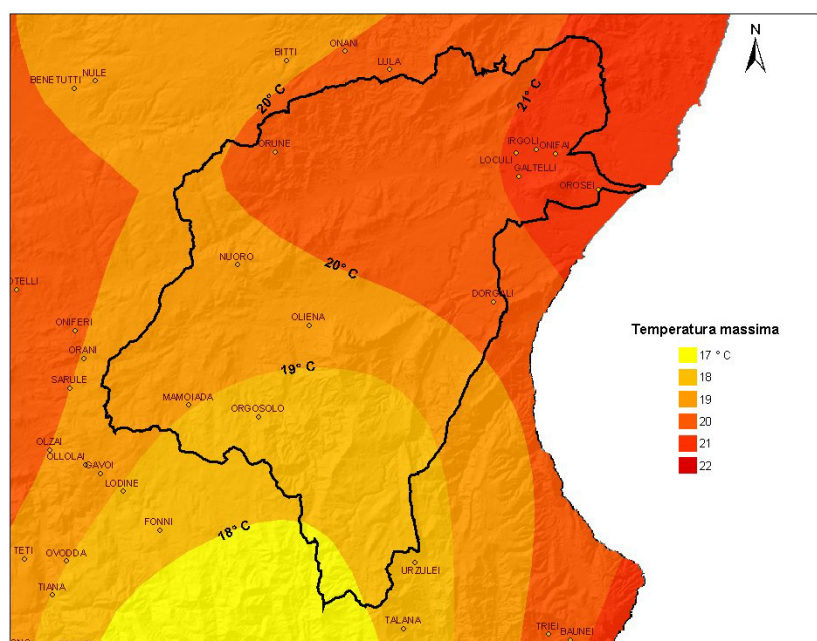 N
ONANI
BITTI
LULA
NULE
BENETUTTI
20° C
21° C
ORUNE
IRGOLI
ONIFAI
LOCULI
GALTELLI
OROSEI
NUORO
20° C
OTELLI
DORGALI
OLIENA
ONIFERI
ORANI
SARULE
19° C
MAMOIADA
ORGOSOLO
OLZAI
OLLOLAI
GAVOI
LODINE
FONNI
18° C
TETI
OVODDA
URZULEI
TIANA
TALANA
TRIEI
BAUNEI
Temperatura massima
17 ° C
18
19
20
21
22